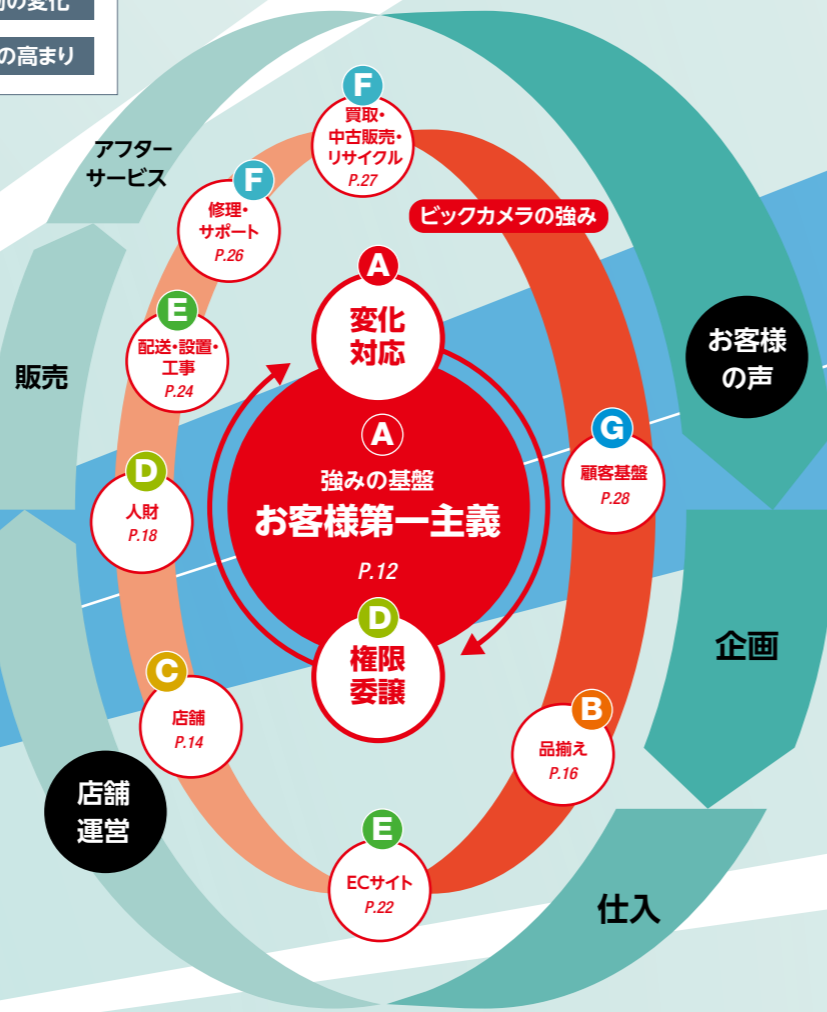 の変化
の高まり
アフター
サービス
F
買取・
中古販売・
リサイクル
P.27
F
修理・
サポート
P.26
ビックカメラの強み
A
変化
対応
E
配送・設置・
工事
P.24
販売
お客様
の声
A
強みの基盤
お客様第一主義
P.12
G
顧客基盤
P.28
D
人財
P.18
D
権限
委譲
企画
C
店舗
P.14
B
品揃え
P.16
店舗
運営
E
ECサイト
P.22
仕入